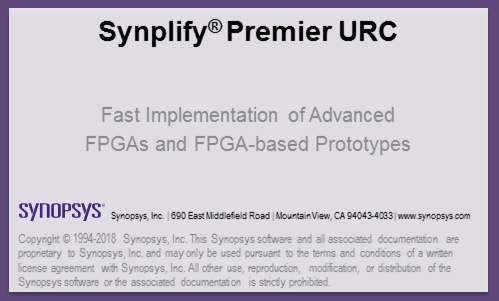 Synplify® Premier URC
Fast Implementation of Advanced
FPGAs and FPGA-based Prototypes
SYNOPSYS® Synopsys, Inc. | 690 East Middlefield Road | Mountain View, CA 94043-4033 | www.synopsys.com
Copyright © 1994-2018 Synopsys, Inc. This Synopsys software and all associated documentation are
proprietary to Synopsys, Inc. and may only be used pursuant to the terms and conditions of a written
license agreement with Synopsys, Inc. All other use, reproduction, modification, or distribution of the
Synopsys software or the associated documentation is strictly prohibited.